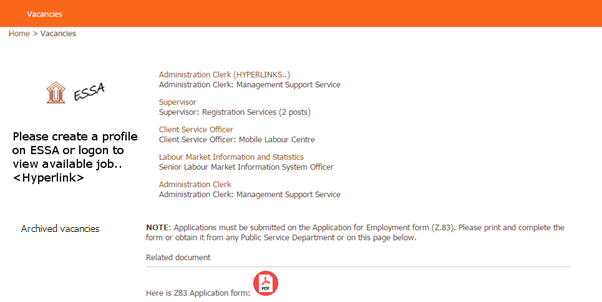 Vacancies
Home > Vacancies
ESSA
Please create a profile
on ESSA or logon to
view available job..
<Hyperlink>
Archived vacancies
Administration Clerk (HYPERLINKS..)
Administration Clerk: Management Support Service
Supervisor
Supervisor: Registration Services (2 posts)
Client Service Officer
Client Service Officer: Mobile Labour Centre
Labour Market Information and Statistics
Senior Labour Market Information System Officer
Administration Clerk
Administration Clerk: Management Support Service
NOTE: Applications must be submitted on the Application for Employment form (Z.83). Please print and complete the
form or obtain it from any Public Service Department or on this page below.
Related document
Here is Z83 Application form:
PDF